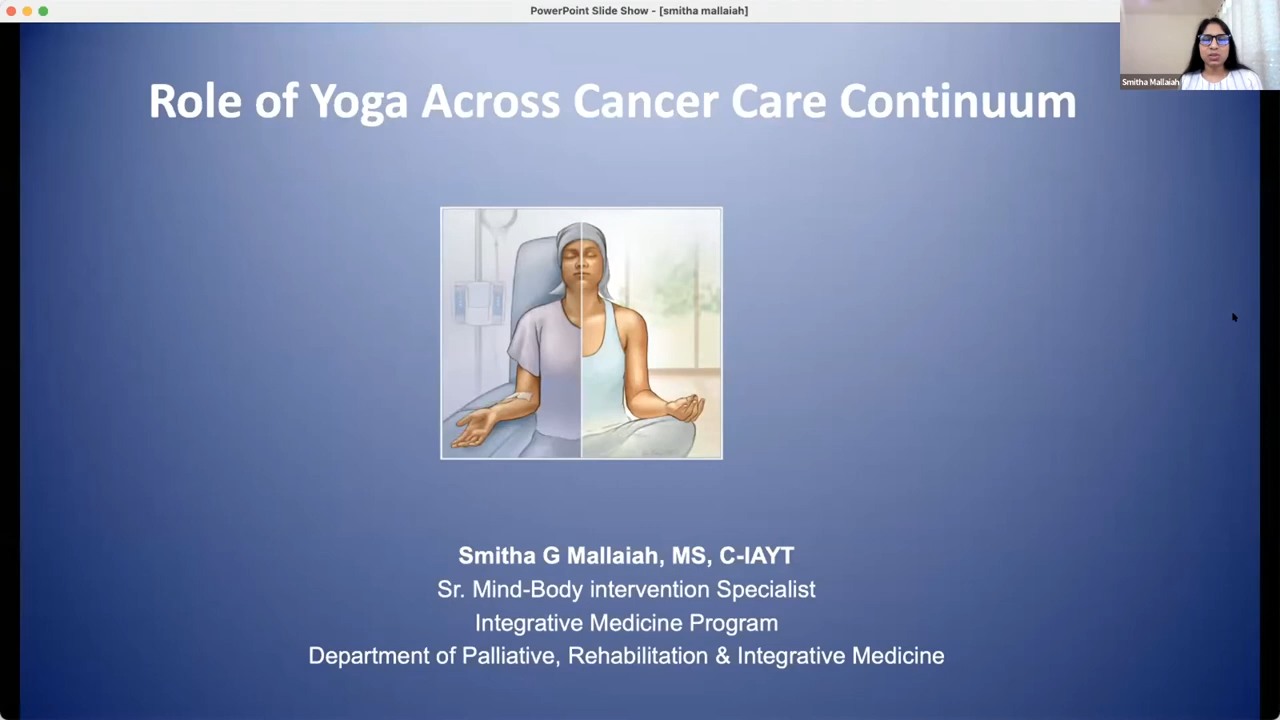 PowerPoint Slide Show - [smitha mallaiah]
Smitha Mallaiah
Role of Yoga Across Cancer Care Continuum
Smitha G Mallaiah, MS, C-IAYT
Sr. Mind-Body intervention Specialist
Integrative Medicine Program
Department of Palliative, Rehabilitation & Integrative Medicine